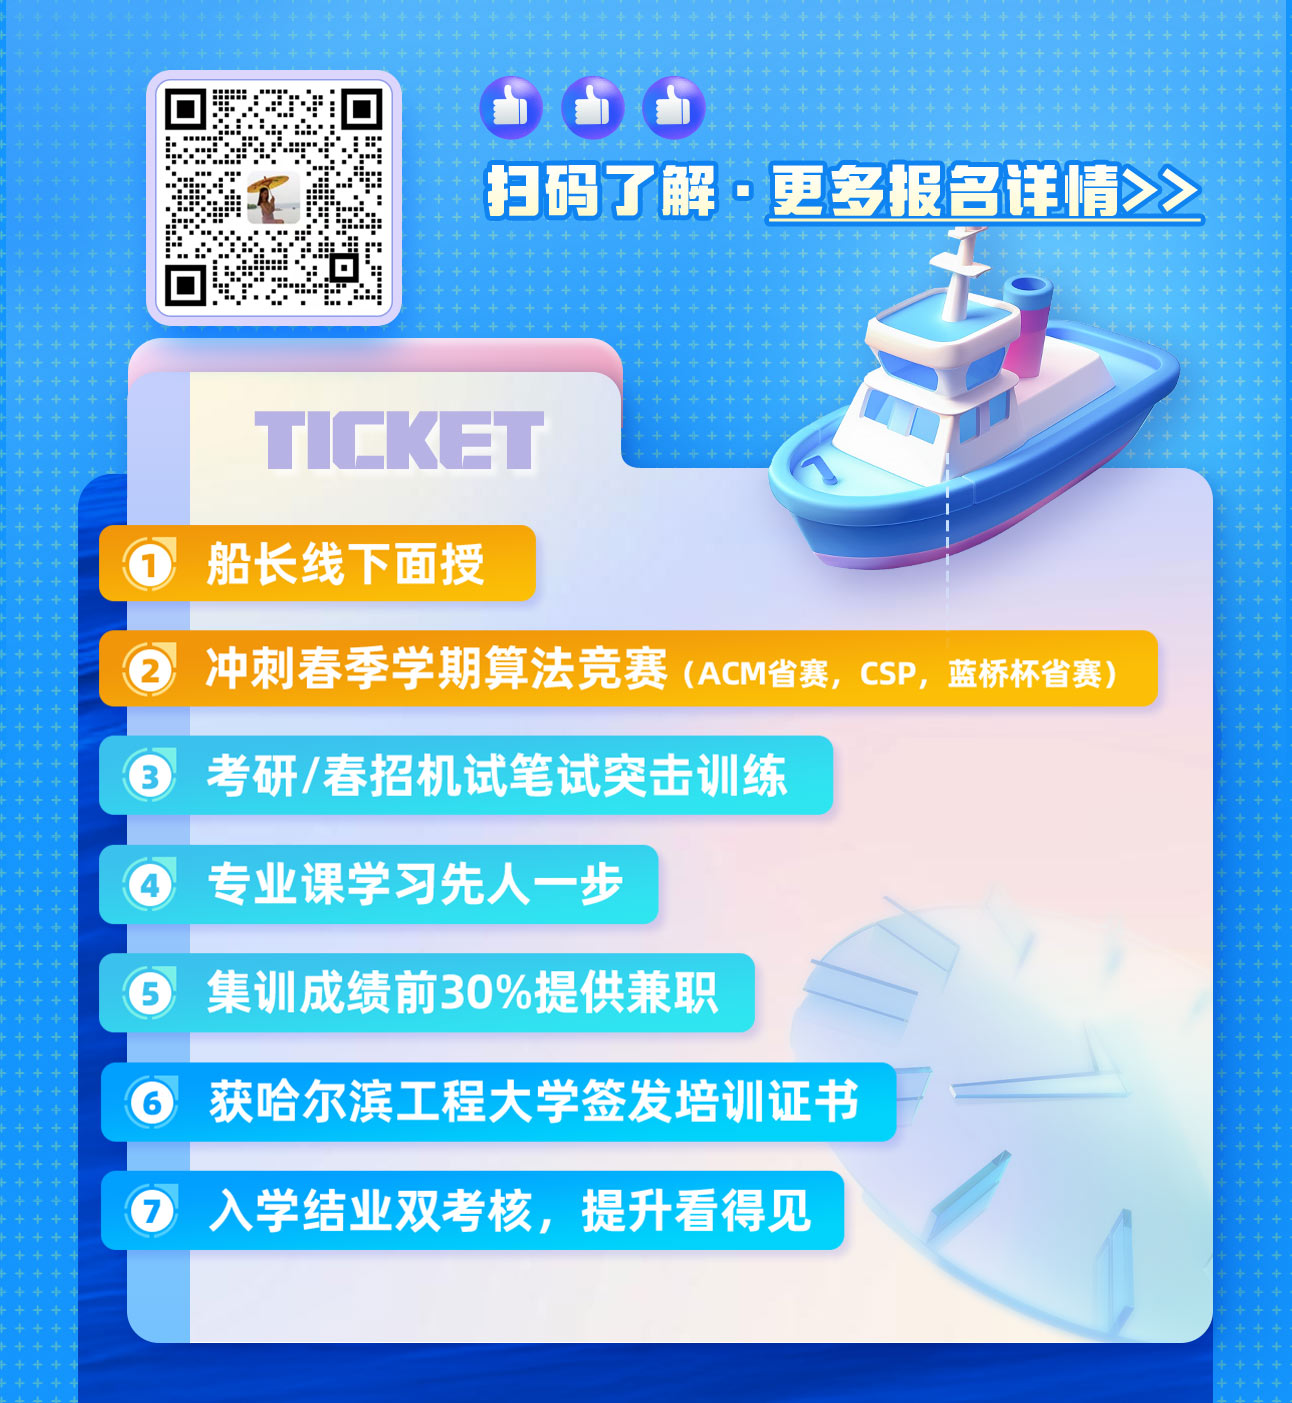 扫码了解·更多报名详情>>
TICKET
1 船长线下面授
2 冲刺春季学期算法竞赛（ACM省赛，CSP，蓝桥杯省赛）
3 考研/春招机试笔试突击训练
4 专业课学习先人一步
5 集训成绩前30%提供兼职
6 获哈尔滨工程大学签发培训证书
7 入学结业双考核，提升看得见